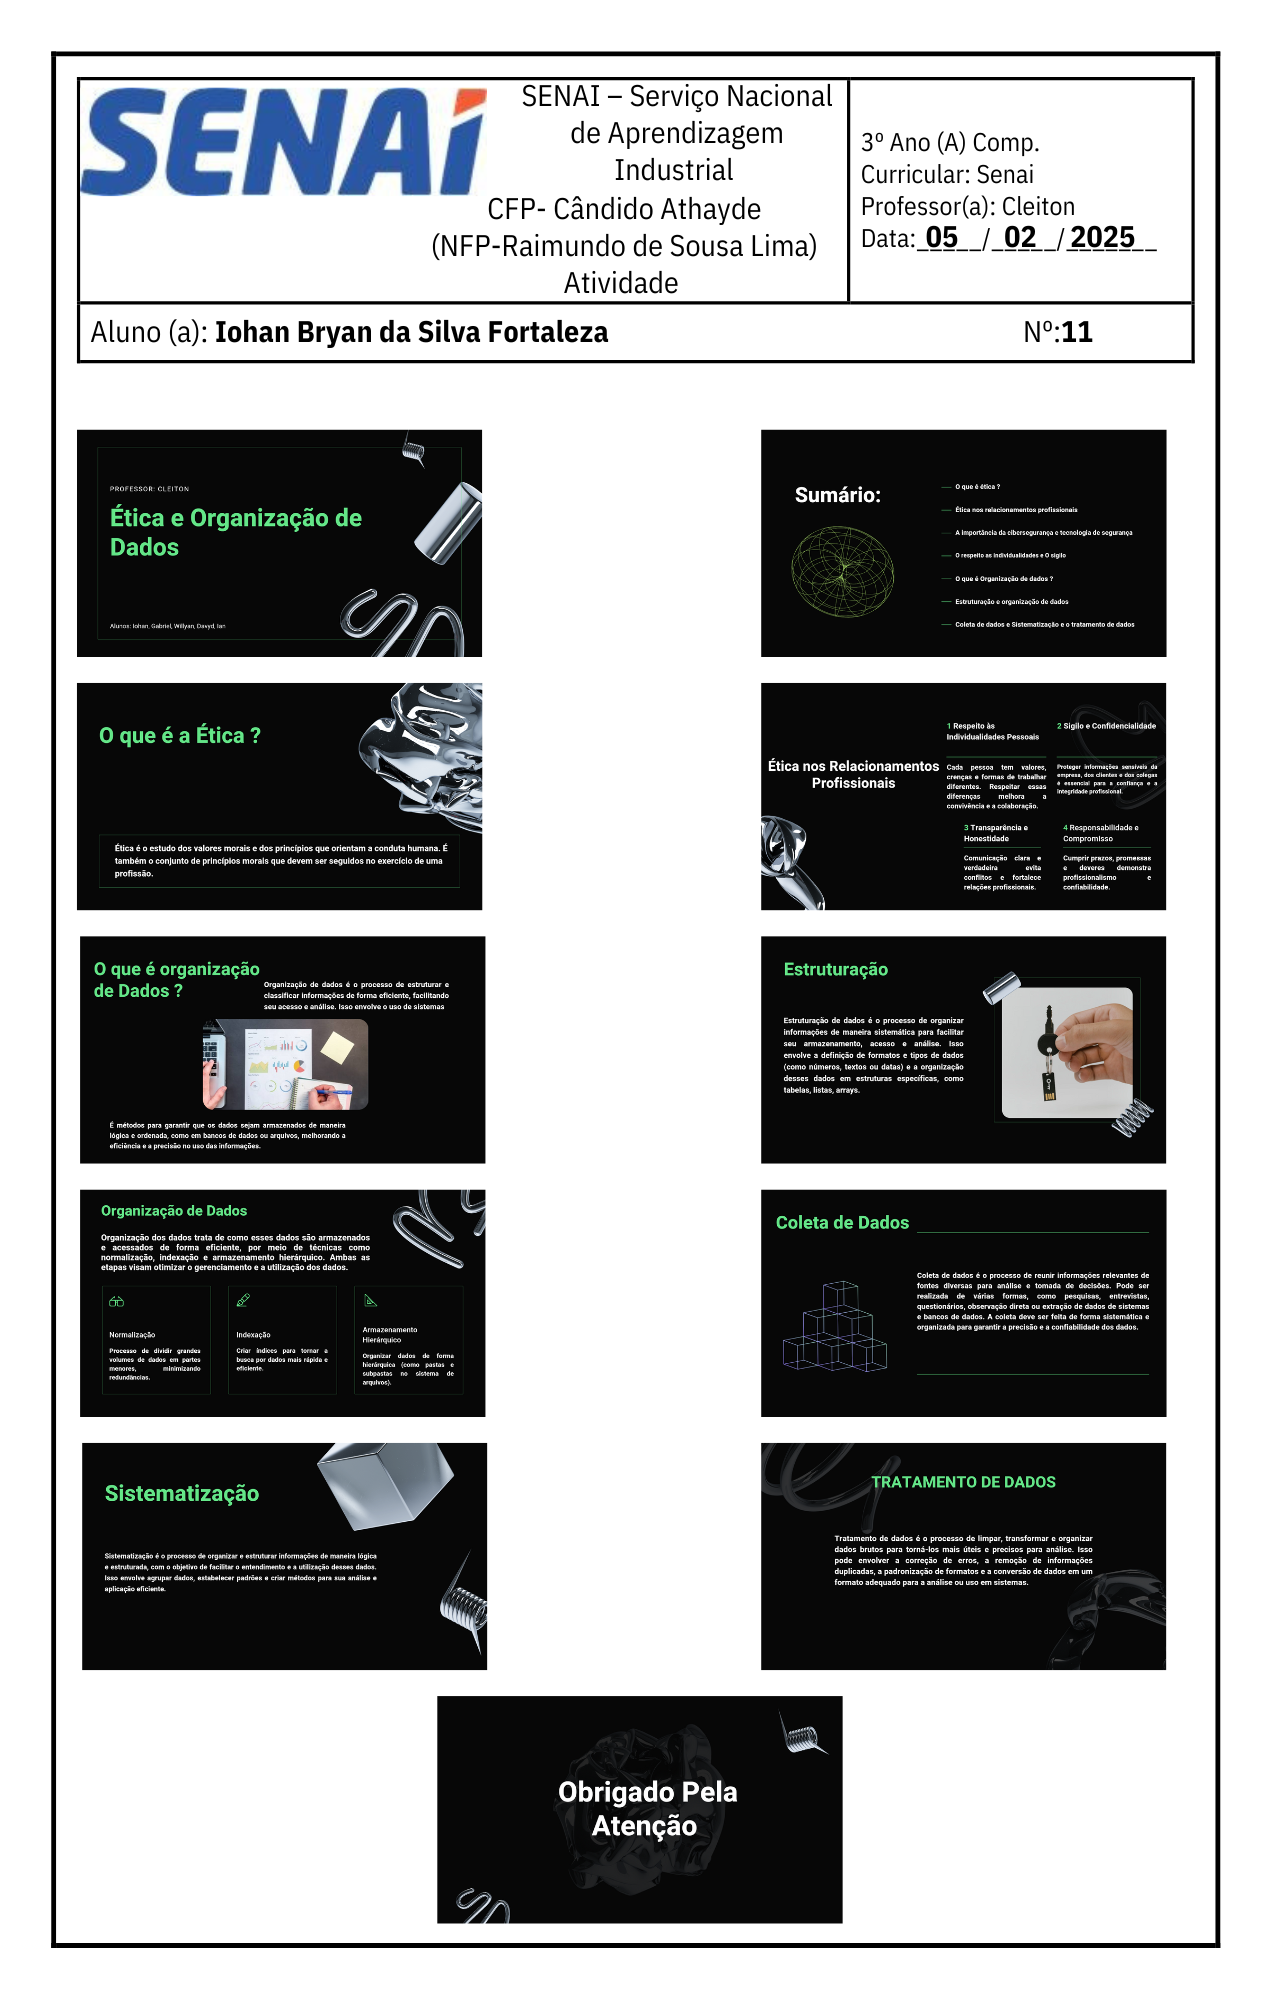 SENAI
SENAI – Serviço Nacional
de Aprendizagem
Industrial
CFP- Cândido Athayde
(NFP-Raimundo de Sousa Lima)
Atividade
3º Ano (A) Comp.
Curricular: Senai
Professor(a): Cleiton
Data:_05__/_02__/_2025__
Aluno (a): Iohan Bryan da Silva Fortaleza Nº:11
PROFESSOR: CLEITON
Ética e Organização de
Dados
Alunos: Iohan, Gabriel, Willyan, Davyd, Ian
Sumário:
O que é ética ?
Ética nos relacionamentos profissionais
A importância da cibersegurança e tecnologia de segurança
O respeito as individualidades e O sigilo
O que é Organização de dados ?
Estruturação e organização de dados
Coleta de dados e Sistematização e o tratamento de dados
O que é a Ética ?
Ética é o estudo dos valores morais e dos princípios que orientam a conduta humana. É
também o conjunto de princípios morais que devem ser seguidos no exercício de uma
profissão.
Ética nos Relacionamentos
Profissionais
1 Respeito às
Individualidades Pessoais
Cada pessoa tem valores,
crenças e formas de trabalhar
diferentes. Respeitar essas
diferenças melhora a
convivência e a colaboração.
2 Sigilo e Confidencialidade
Proteger informações sensíveis da
empresa, dos clientes e dos colegas
é essencial para a confiança e a
integridade profissional.
3 Transparência e
Honestidade
Comunicação clara e
verdadeira evita
conflitos e fortalece
relações profissionais.
4 Responsabilidade e
Compromisso
Cumprir prazos, promessas
e deveres demonstra
profissionalismo e
confiabilidade.
O que é organização
de Dados ?
Organização de dados é o processo de estruturar e
classificar informações de forma eficiente, facilitando
seu acesso e análise. Isso envolve o uso de sistemas
É métodos para garantir que os dados sejam armazenados de maneira
lógica e ordenada, como em bancos de dados ou arquivos, melhorando a
eficiência e a precisão no uso das informações.
Estruturação
Estruturação de dados é o processo de organizar
informações de maneira sistemática para facilitar
seu armazenamento, acesso e análise. Isso
envolve a definição de formatos e tipos de dados
(como números, textos ou datas) e a organização
desses dados em estruturas específicas, como
tabelas, listas, arrays.
Organização de Dados
Organização dos dados trata de como esses dados são armazenados
e acessados de forma eficiente, por meio de técnicas como
normalização, indexação e armazenamento hierárquico. Ambas as
etapas visam otimizar o gerenciamento e a utilização dos dados.
Normalização
Processo de dividir grandes
volumes de dados em partes
menores, minimizando
redundâncias.
Indexação
Criar índices para tornar a
busca por dados mais rápida e
eficiente.
Armazenamento
Hierárquico
Organizar dados de forma
hierárquica (como pastas e
subpastas no sistema de
arquivos).
Coleta de Dados
Coleta de dados é o processo de reunir informações relevantes de
fontes diversas para análise e tomada de decisões. Pode ser
realizada de várias formas, como pesquisas, entrevistas,
questionários, observação direta ou extração de dados de sistemas
e bancos de dados. A coleta deve ser feita de forma sistemática e
organizada para garantir a precisão e a confiabilidade dos dados.
Sistematização
Sistematização é o processo de organizar e estruturar informações de maneira lógica
e estruturada, com o objetivo de facilitar o entendimento e a utilização desses dados.
Isso envolve agrupar dados, estabelecer padrões e criar métodos para sua análise e
aplicação eficiente.
TRATAMENTO DE DADOS
Tratamento de dados é o processo de limpar, transformar e organizar
dados brutos para torná-los mais úteis e precisos para análise. Isso
pode envolver a correção de erros, a remoção de informações
duplicadas, a padronização de formatos e a conversão de dados em um
formato adequado para a análise ou uso em sistemas.
Obrigado Pela
Atenção